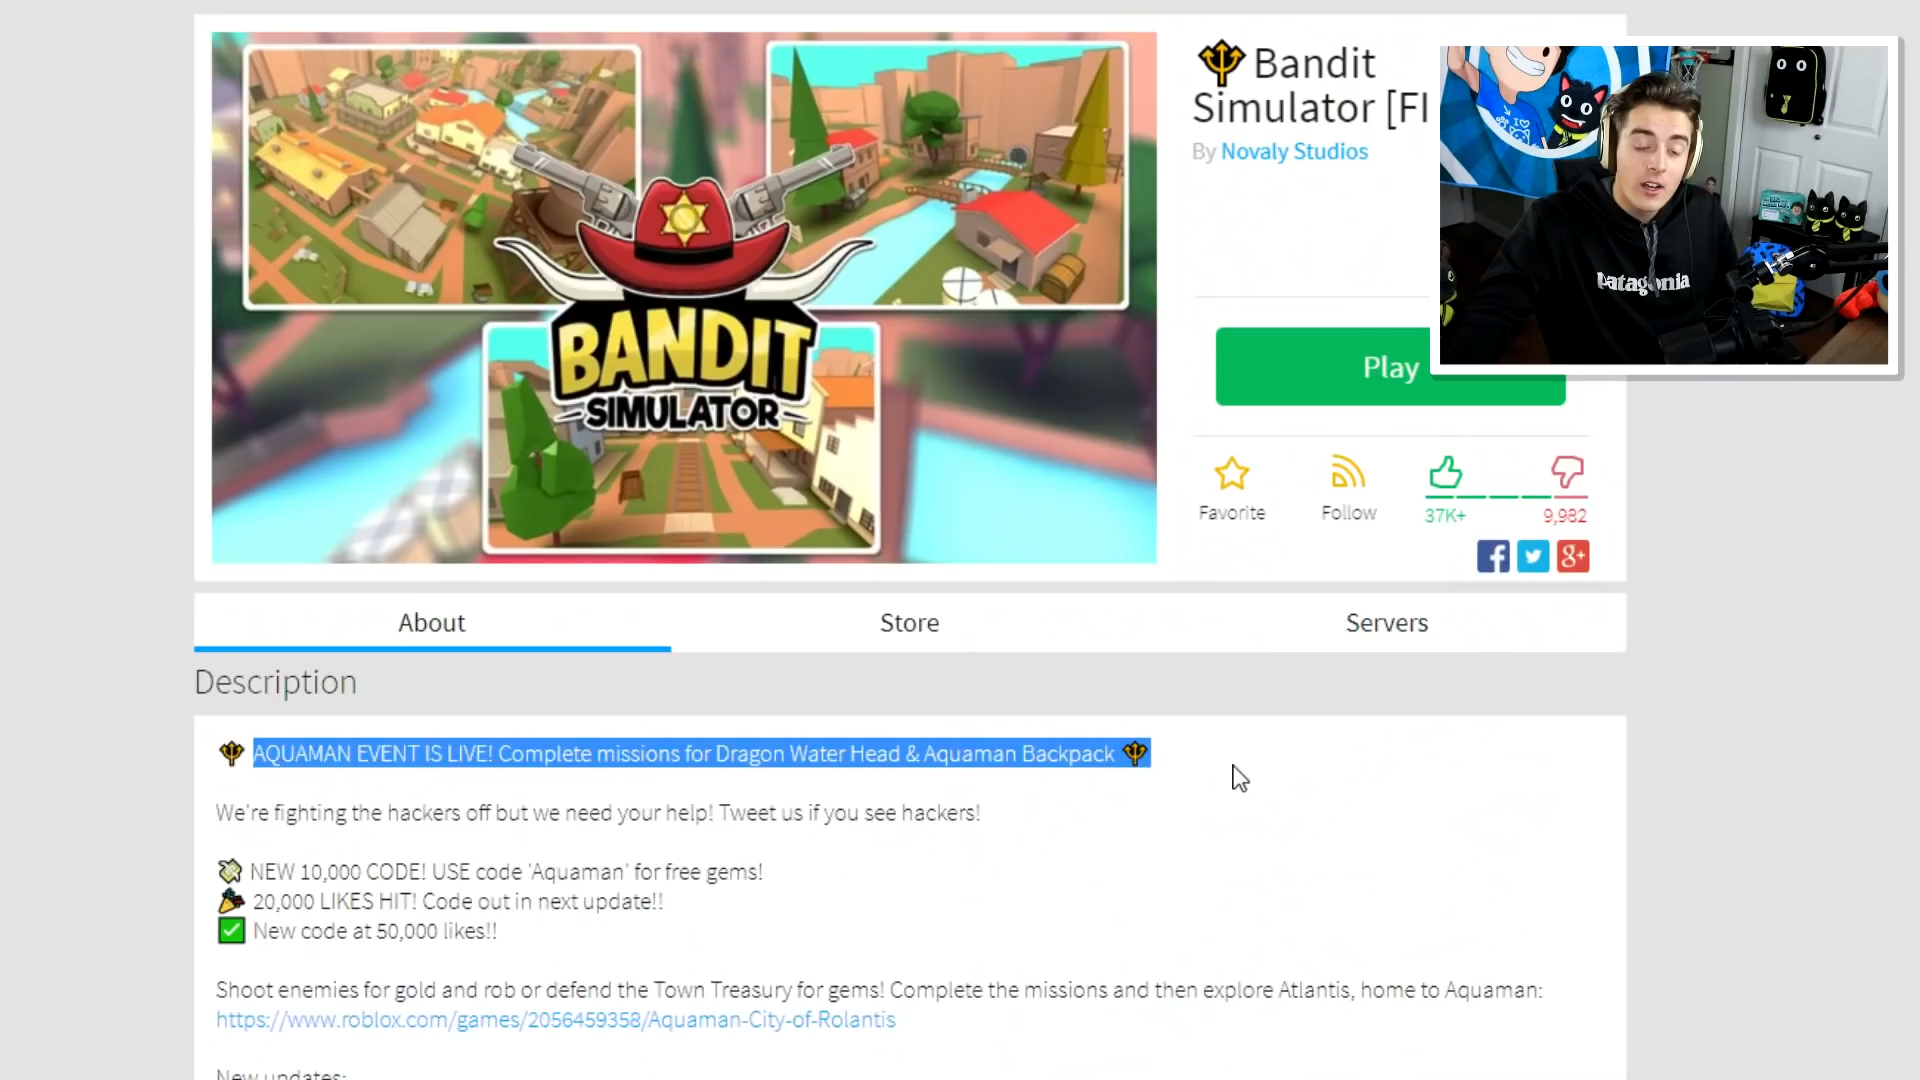 Bandit
Simulator [FI
By Novaly Studios
patagonia
BANDIT
SIMULATOR
Play
Favorite
Follow
37K+
9,982
About
Store
Servers
Description
AQUAMAN EVENT IS LIVE! Complete missions for Dragon Water Head & Aquaman Backpack
We're fighting the hackers off but we need your help! Tweet us if you see hackers!
NEW 10,000 CODE! USE code 'Aquaman' for free gems!
20,000 LIKES HIT! Code out in next update!!
New code at 50,000 likes!!
Shoot enemies for gold and rob or defend the Town Treasury for gems! Complete the missions and then explore Atlantis, home to Aquaman:
https://www.roblox.com/games/2056459358/Aquaman-City-of-Rolantis
New updates: